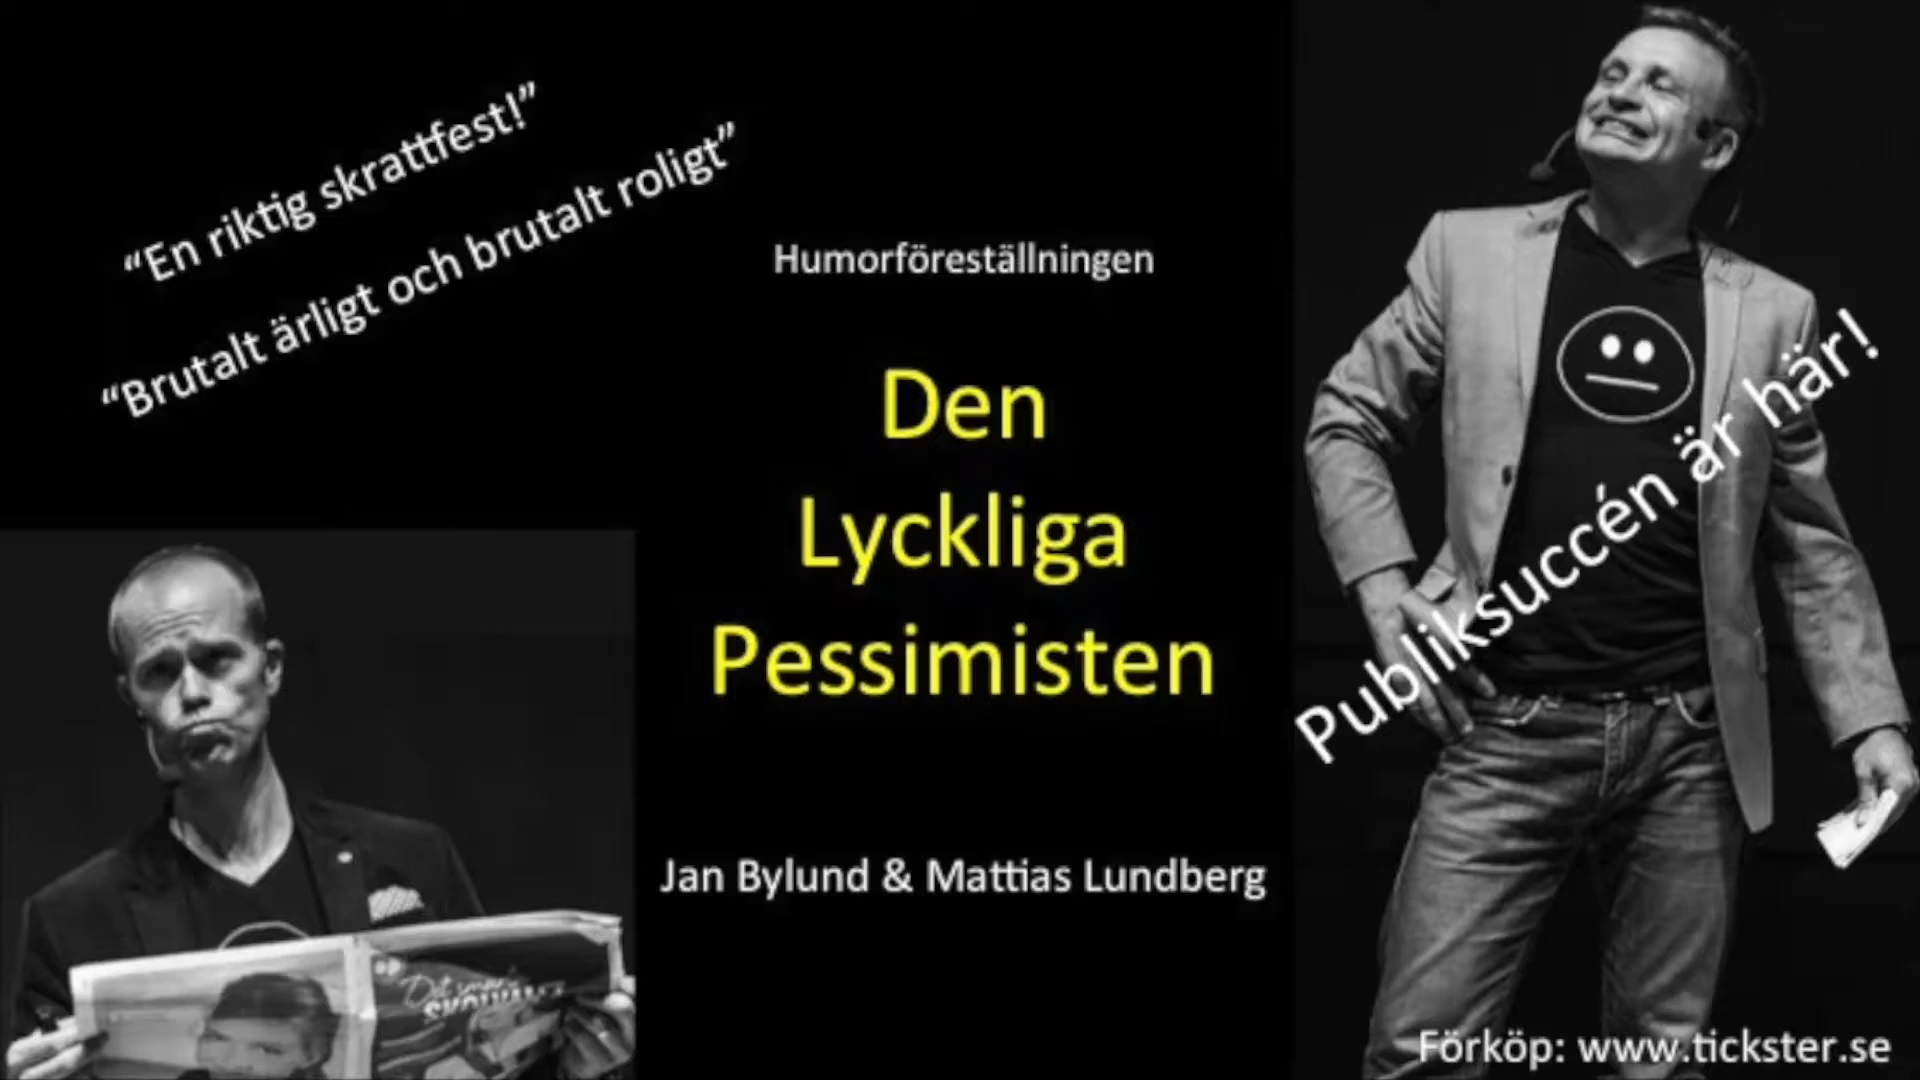 “En riktig skrattfest!”
“Brutalt ärligt och brutalt roligt”
Humorföreställningen
Den
Lyckliga
Pessimisten
Jan Bylund & Mattias Lundberg
Publiksuccén är här!
Förköp: www.tickster.se